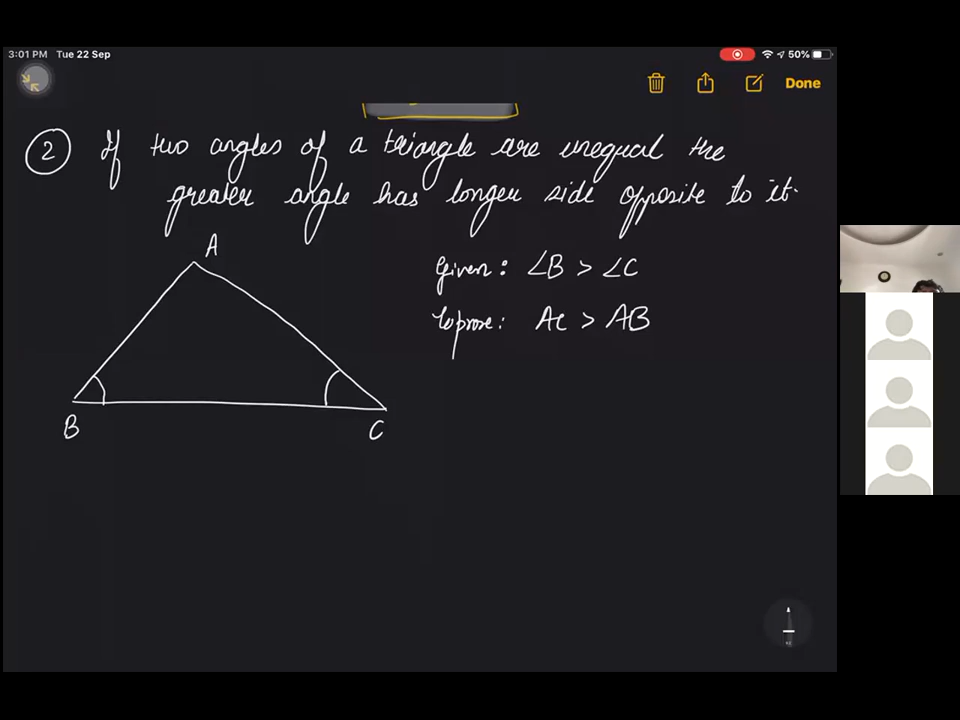 3:01 PM Tue 22 Sep
50%
Done
2 If two angles of a triangle are unequal the
greater angle has longer side opposite to it.
A
Given: ∠B > ∠C
To prove: AC > AB
B
C